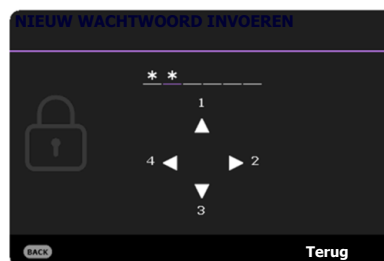 NIEUW WACHTWOORD INVOEREN
* * _ _ _ _
1
4 2
3
BACK Terug